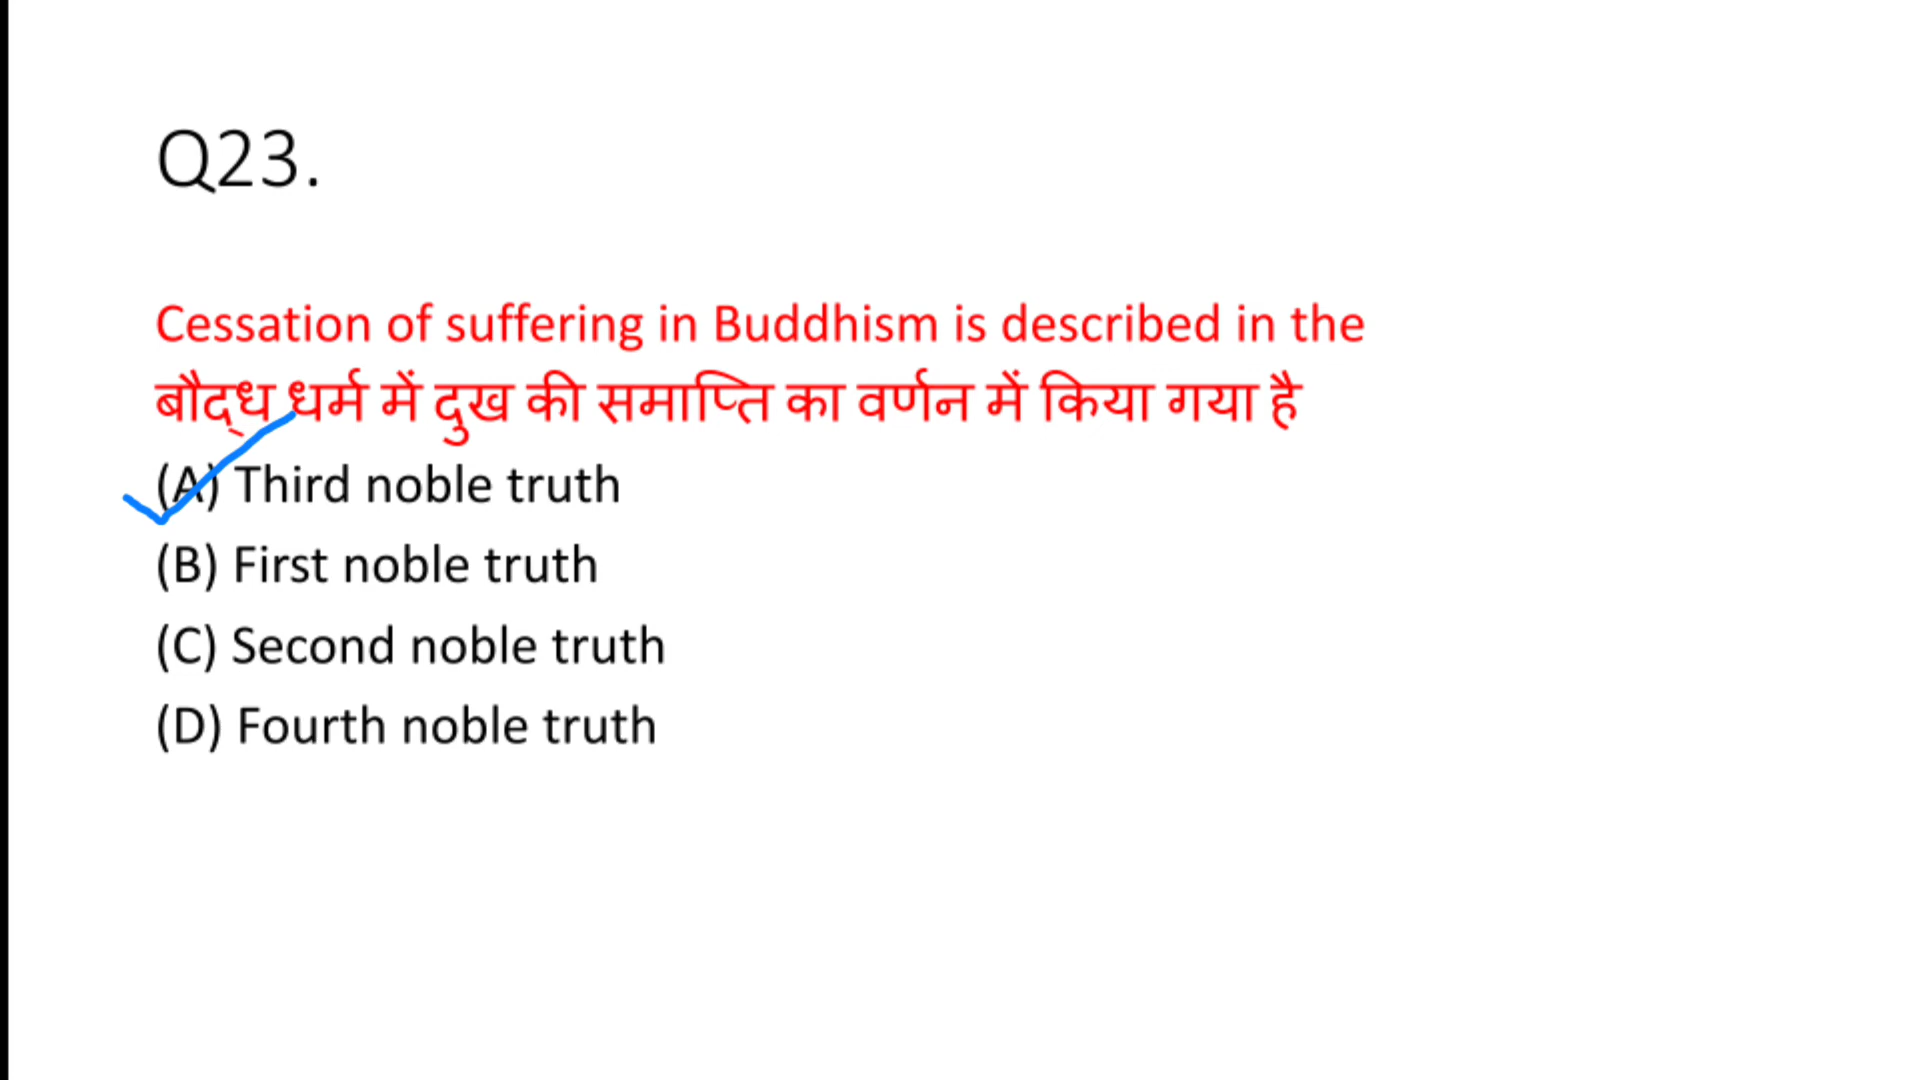 Q23.
Cessation of suffering in Buddhism is described in the
बौद्ध धर्म में दुख की समाप्ति का वर्णन में किया गया है
(A) Third noble truth
(B) First noble truth
(C) Second noble truth
(D) Fourth noble truth